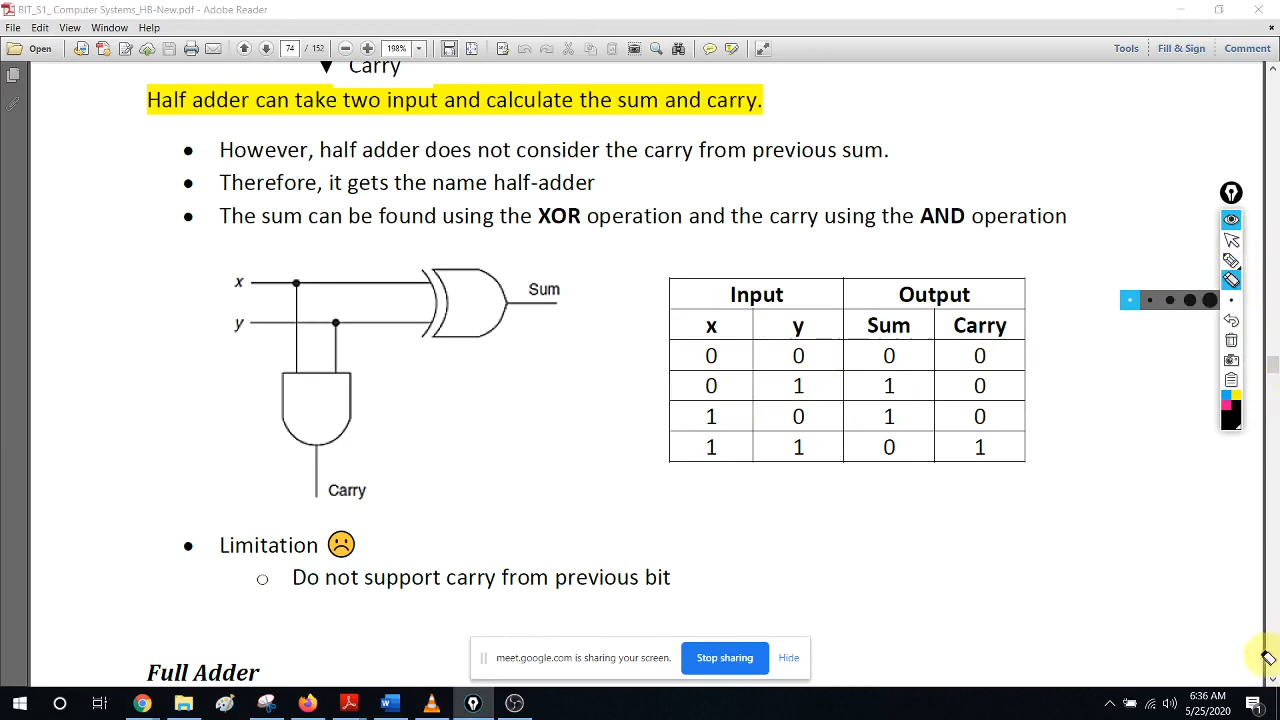 BIT_S1_ Computer Systems_HB-New.pdf - Adobe Reader
File Edit View Window Help
Open 74 / 152 198% Tools Fill & Sign Comment
Carry
Half adder can take two input and calculate the sum and carry.
• However, half adder does not consider the carry from previous sum.
• Therefore, it gets the name half-adder
• The sum can be found using the XOR operation and the carry using the AND operation
x
y
Sum
Carry
Input Output
x y Sum Carry
0 0 0 0
0 1 1 0
1 0 1 0
1 1 0 1
• Limitation ☹
o Do not support carry from previous bit
meet.google.com is sharing your screen. Stop sharing Hide
Full Adder
6:36 AM
5/25/2020
1